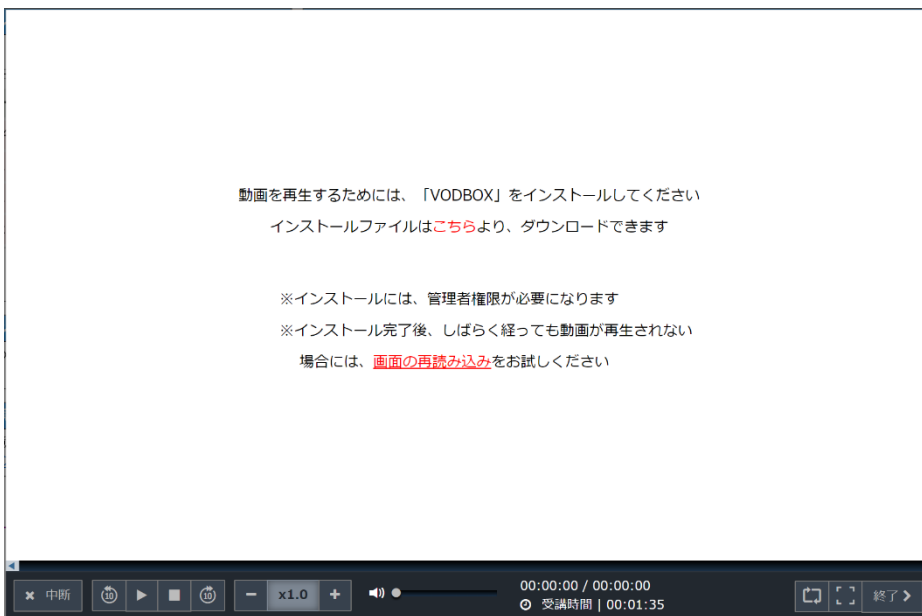 動画を再生するためには、「VODBOX」をインストールしてください
インストールファイルはこちらより、ダウンロードできます
※インストールには、管理者権限が必要になります
※インストール完了後、しばらく経っても動画が再生されない
場合には、画面の再読み込みをお試しください
× 中断 10 10 − x1.0 + 00:00:00 / 00:00:00
受講時間 | 00:01:35
終了